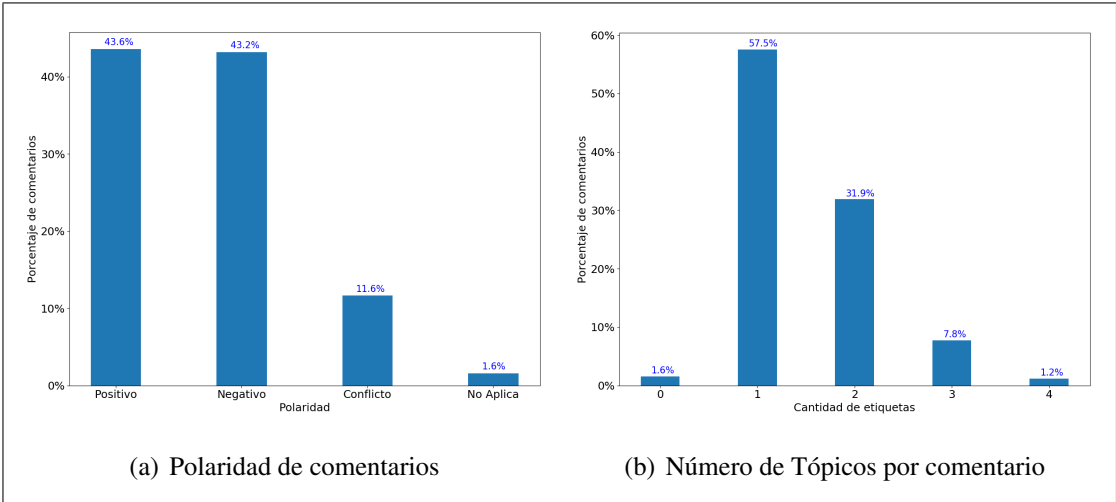 43.6%
43.2%
11.6%
1.6%
40%
30%
20%
10%
0%
Porcentaje de comentarios
Positivo
Negativo
Conflicto
No Aplica
Polaridad
(a) Polaridad de comentarios
57.5%
31.9%
7.8%
1.6%
1.2%
60%
50%
40%
30%
20%
10%
0%
Porcentaje de comentarios
0
1
2
3
4
Cantidad de etiquetas
(b) Número de Tópicos por comentario